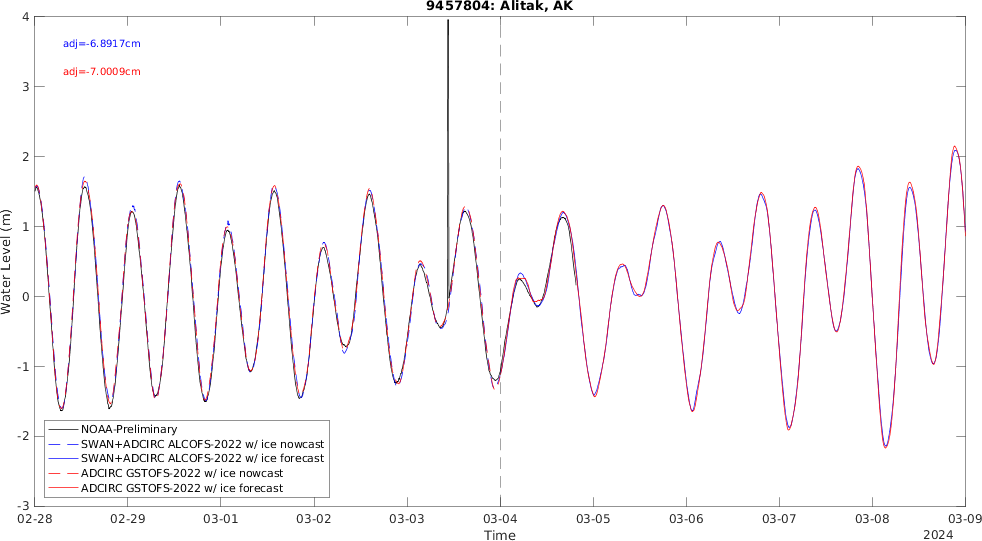 9457804: Alitak, AK
adj=-6.8917cm
adj=-7.0009cm
Water Level (m)
4
3
2
1
0
-1
-2
-3
NOAA-Preliminary
SWAN+ADCIRC ALCOFS-2022 w/ ice nowcast
SWAN+ADCIRC ALCOFS-2022 w/ ice forecast
ADCIRC GSTOFS-2022 w/ ice nowcast
ADCIRC GSTOFS-2022 w/ ice forecast
02-28 02-29 03-01 03-02 03-03 03-04 03-05 03-06 03-07 03-08 03-09
Time
2024